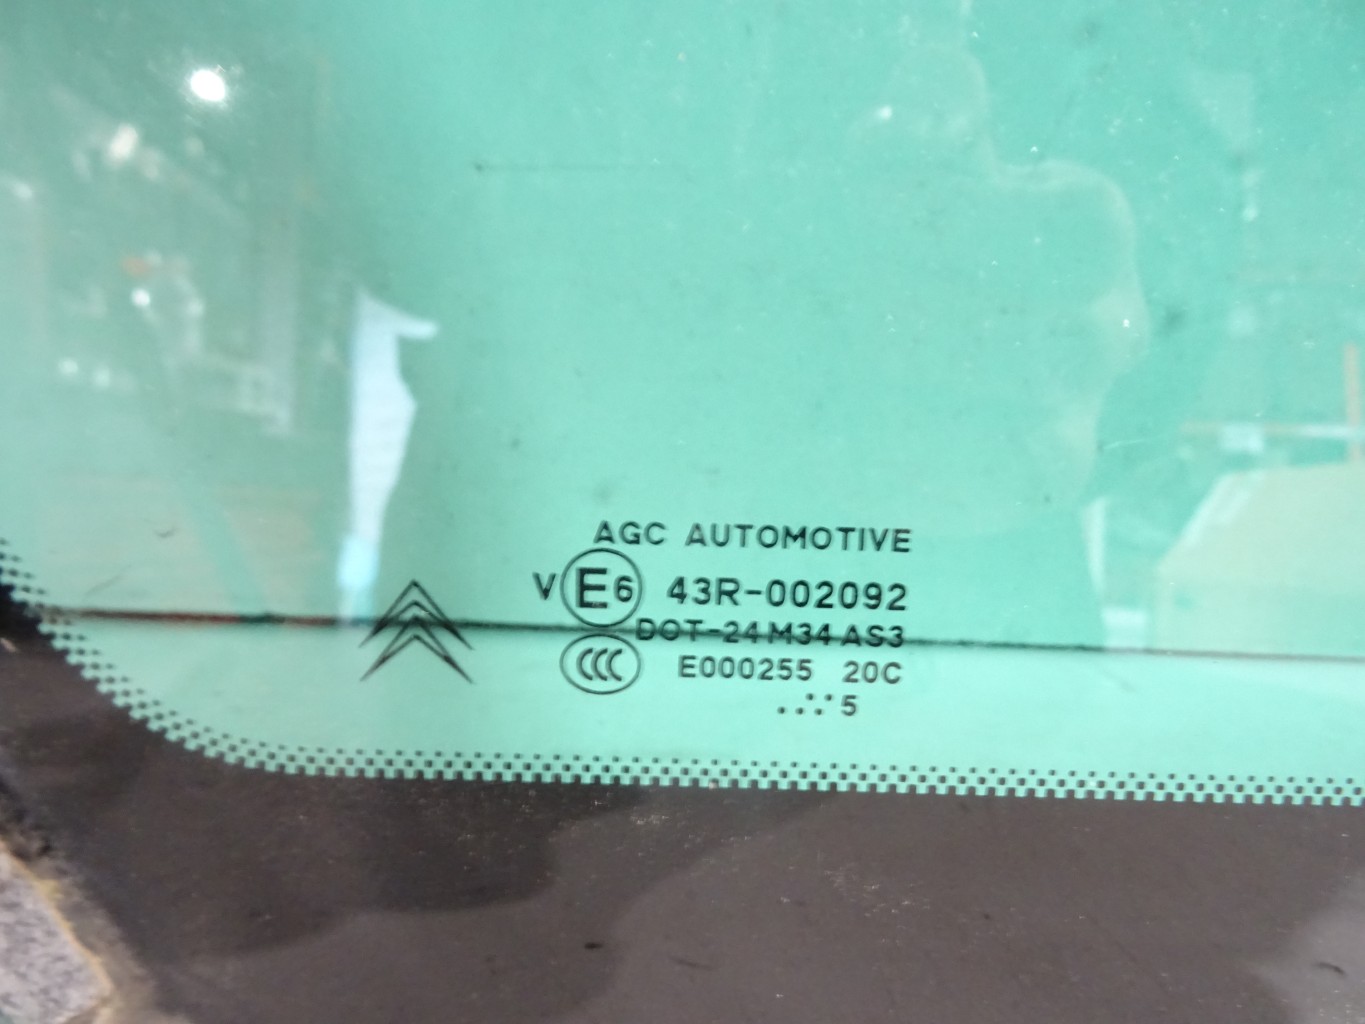 AGC AUTOMOTIVE
V E6 43R-002092
DOT-24 M34 AS3
CCC E000255 20C
.. ∴ 5